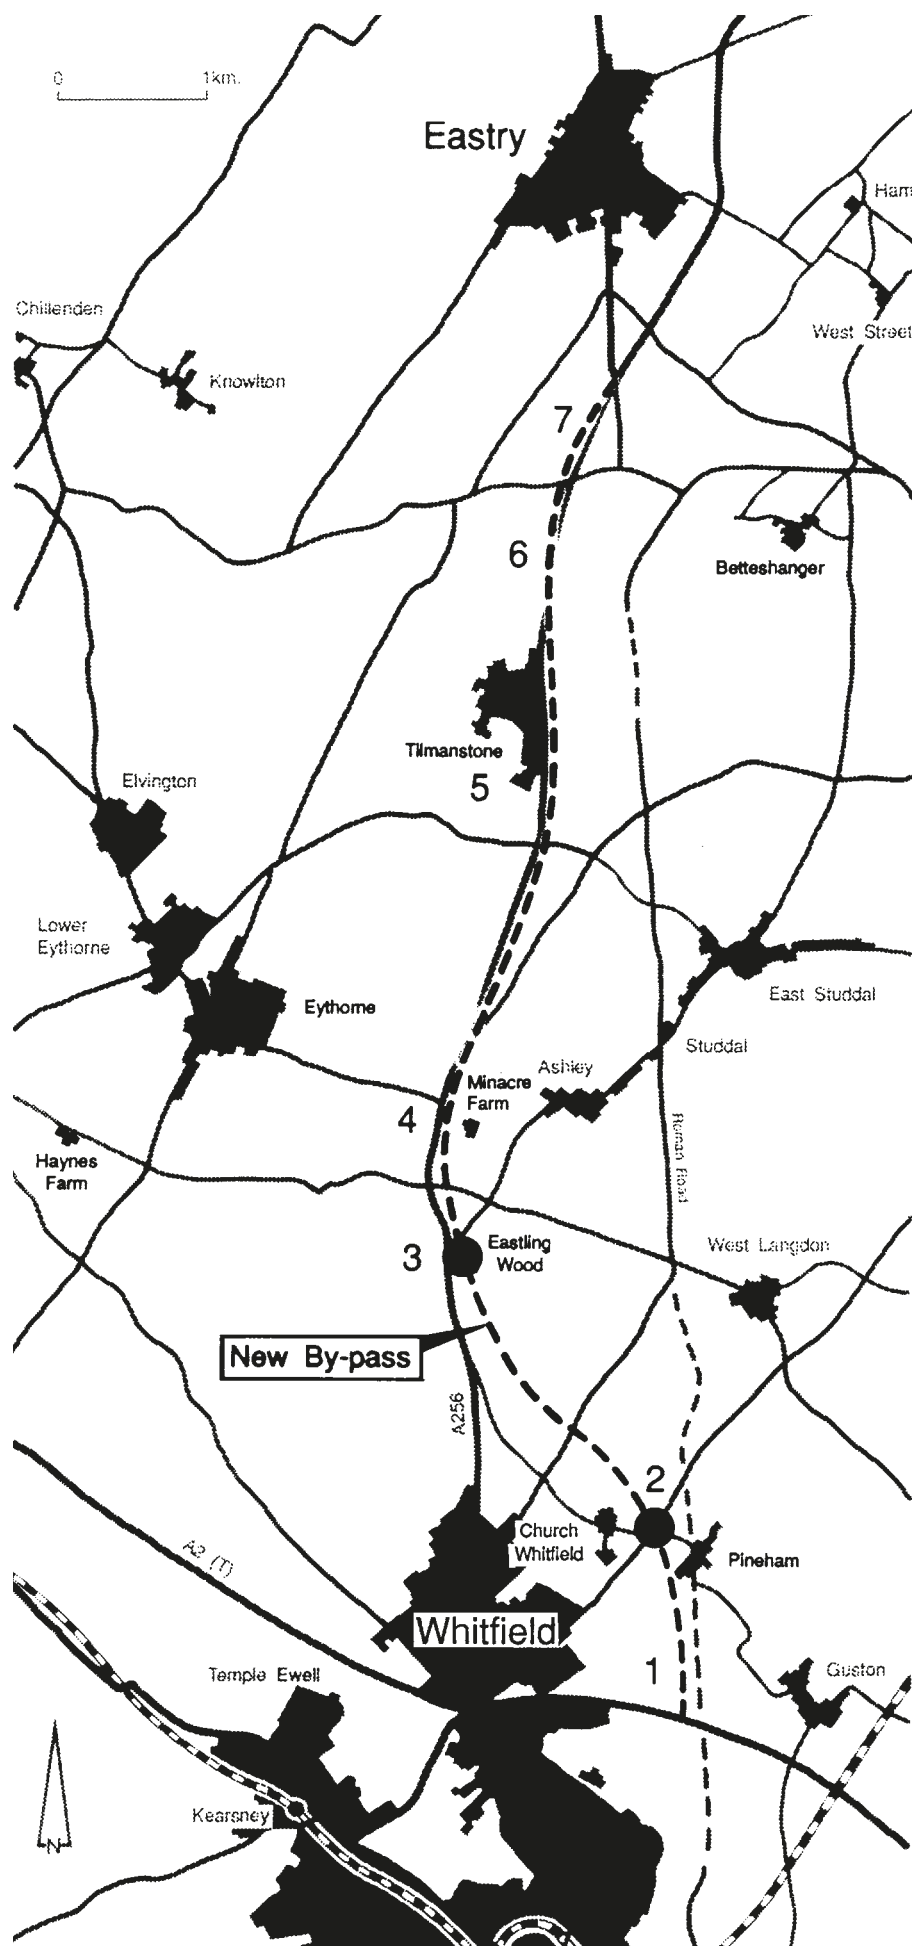 0 1km.
Eastry
Ham
Chillenden
West Street
Knowlton
7
6
Betteshanger
Tilmanstone
5
Elvington
Lower
Eythorne
East Studdal
Eythorne
Studdal
Ashley
Minacre
Farm
4
Roman Road
Haynes
Farm
3
Eastling
Wood
West Langdon
New By-pass
A256
2
Church
Whitfield
A2 (T)
Pineham
Whitfield
1
Guston
Temple Ewell
Kearsney
N